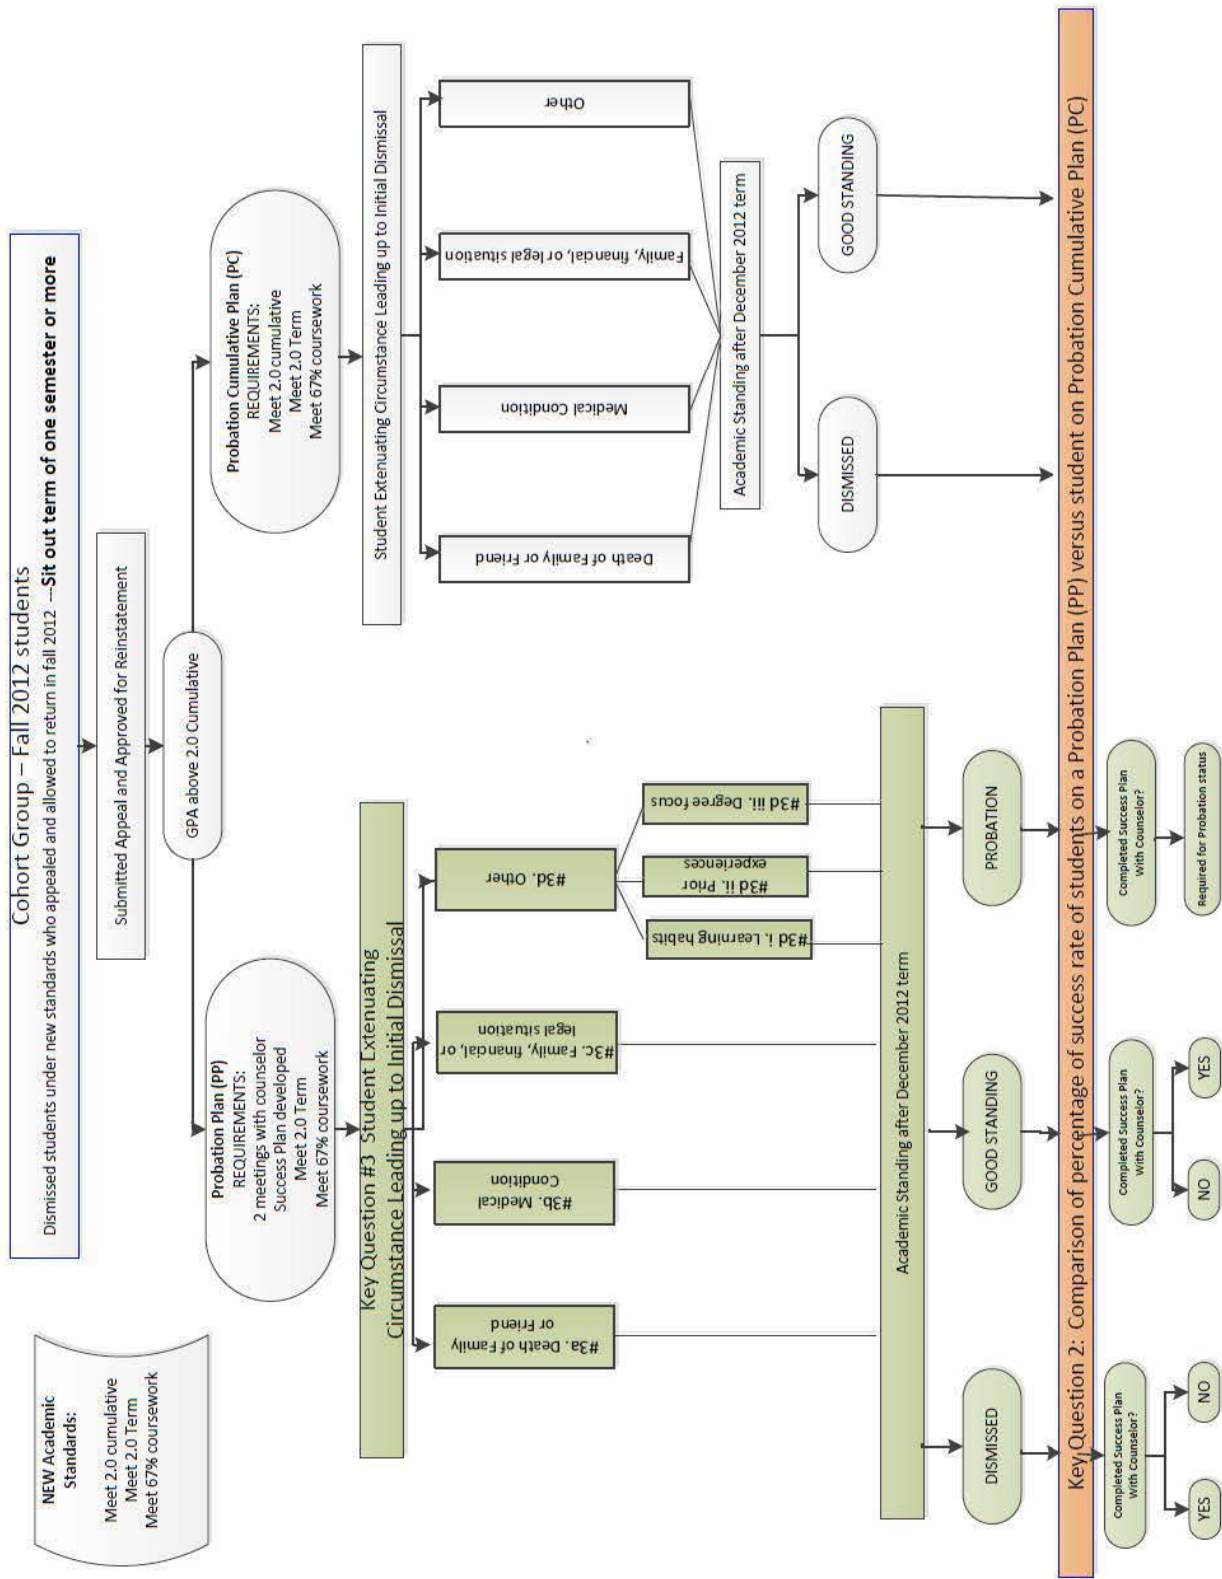 Cohort Group – Fall 2012 students
Dismissed students under new standards who appealed and allowed to return in fall 2012 ---Sit out term of one semester or more
NEW Academic
Standards:
Meet 2.0 cumulative
Meet 2.0 Term
Meet 67% coursework
Submitted Appeal and Approved for Reinstatement
GPA above 2.0 Cumulative
Probation Plan (PP)
REQUIREMENTS:
2 meetings with counselor
Success Plan developed
Meet 2.0 Term
Meet 67% coursework
Probation Cumulative Plan (PC)
REQUIREMENTS:
Meet 2.0 cumulative
Meet 2.0 Term
Meet 67% coursework
Key Question #3 Student Extenuating
Circumstance Leading up to Initial Dismissal
Student Extenuating Circumstance Leading up to Initial Dismissal
#3a. Death of Family
or Friend
#3b. Medical
Condition
#3c. Family, financial, or
legal situation
#3d. Other
Death of Family or Friend
Medical Condition
Family, financial, or legal situation
Other
#3d i. Learning habits
#3d ii. Prior
experiences
#3d iii. Degree focus
Academic Standing after December 2012 term
Academic Standing after December 2012 term
DISMISSED
GOOD STANDING
PROBATION
DISMISSED
GOOD STANDING
Key Question 2: Comparison of percentage of success rate of students on a Probation Plan (PP) versus student on Probation Cumulative Plan (PC)
Completed Success Plan
With Counselor?
Completed Success Plan
With Counselor?
Completed Success Plan
With Counselor?
YES
NO
NO
YES
Required for Probation status